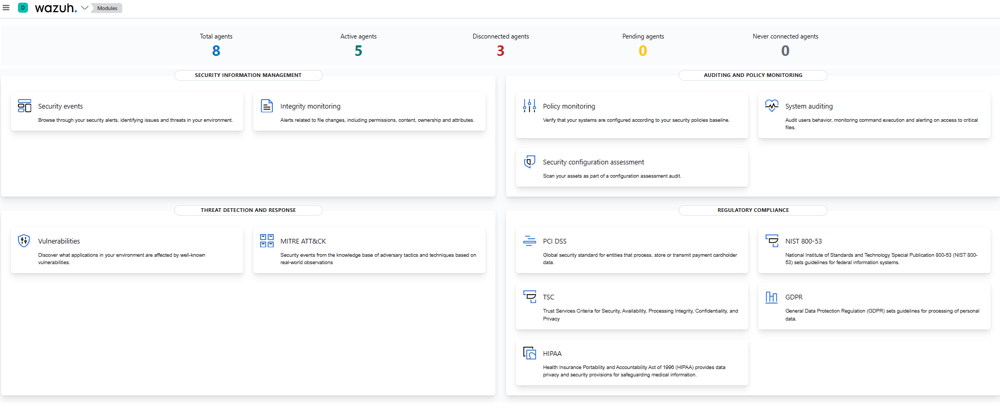 D wazuh. Modules
Total agents
8
Active agents
5
Disconnected agents
3
Pending agents
0
Never connected agents
0
SECURITY INFORMATION MANAGEMENT
Security events
Browse through your security alerts, identifying issues and threats in your environment.
Integrity monitoring
Alerts related to file changes, including permissions, content, ownership and attributes.
AUDITING AND POLICY MONITORING
Policy monitoring
Verify that your systems are configured according to your security policies baseline.
System auditing
Audit users behavior, monitoring command execution and alerting on access to critical
files.
Security configuration assessment
Scan your assets as part of a configuration assessment audit.
THREAT DETECTION AND RESPONSE
Vulnerabilities
Discover what applications in your environment are affected by well-known
vulnerabilities.
MITRE ATT&CK
Security events from the knowledge base of adversary tactics and techniques based on
real-world observations
REGULATORY COMPLIANCE
PCI DSS
Global security standard for entities that process, store or transmit payment cardholder
data.
NIST 800-53
National Institute of Standards and Technology Special Publication 800-53 (NIST 800-
53) sets guidelines for federal information systems.
TSC
Trust Services Criteria for Security, Availability, Processing Integrity, Confidentiality, and
Privacy
GDPR
General Data Protection Regulation (GDPR) sets guidelines for processing of personal
data.
HIPAA
Health Insurance Portability and Accountability Act of 1996 (HIPAA) provides data
privacy and security provisions for safeguarding medical information.